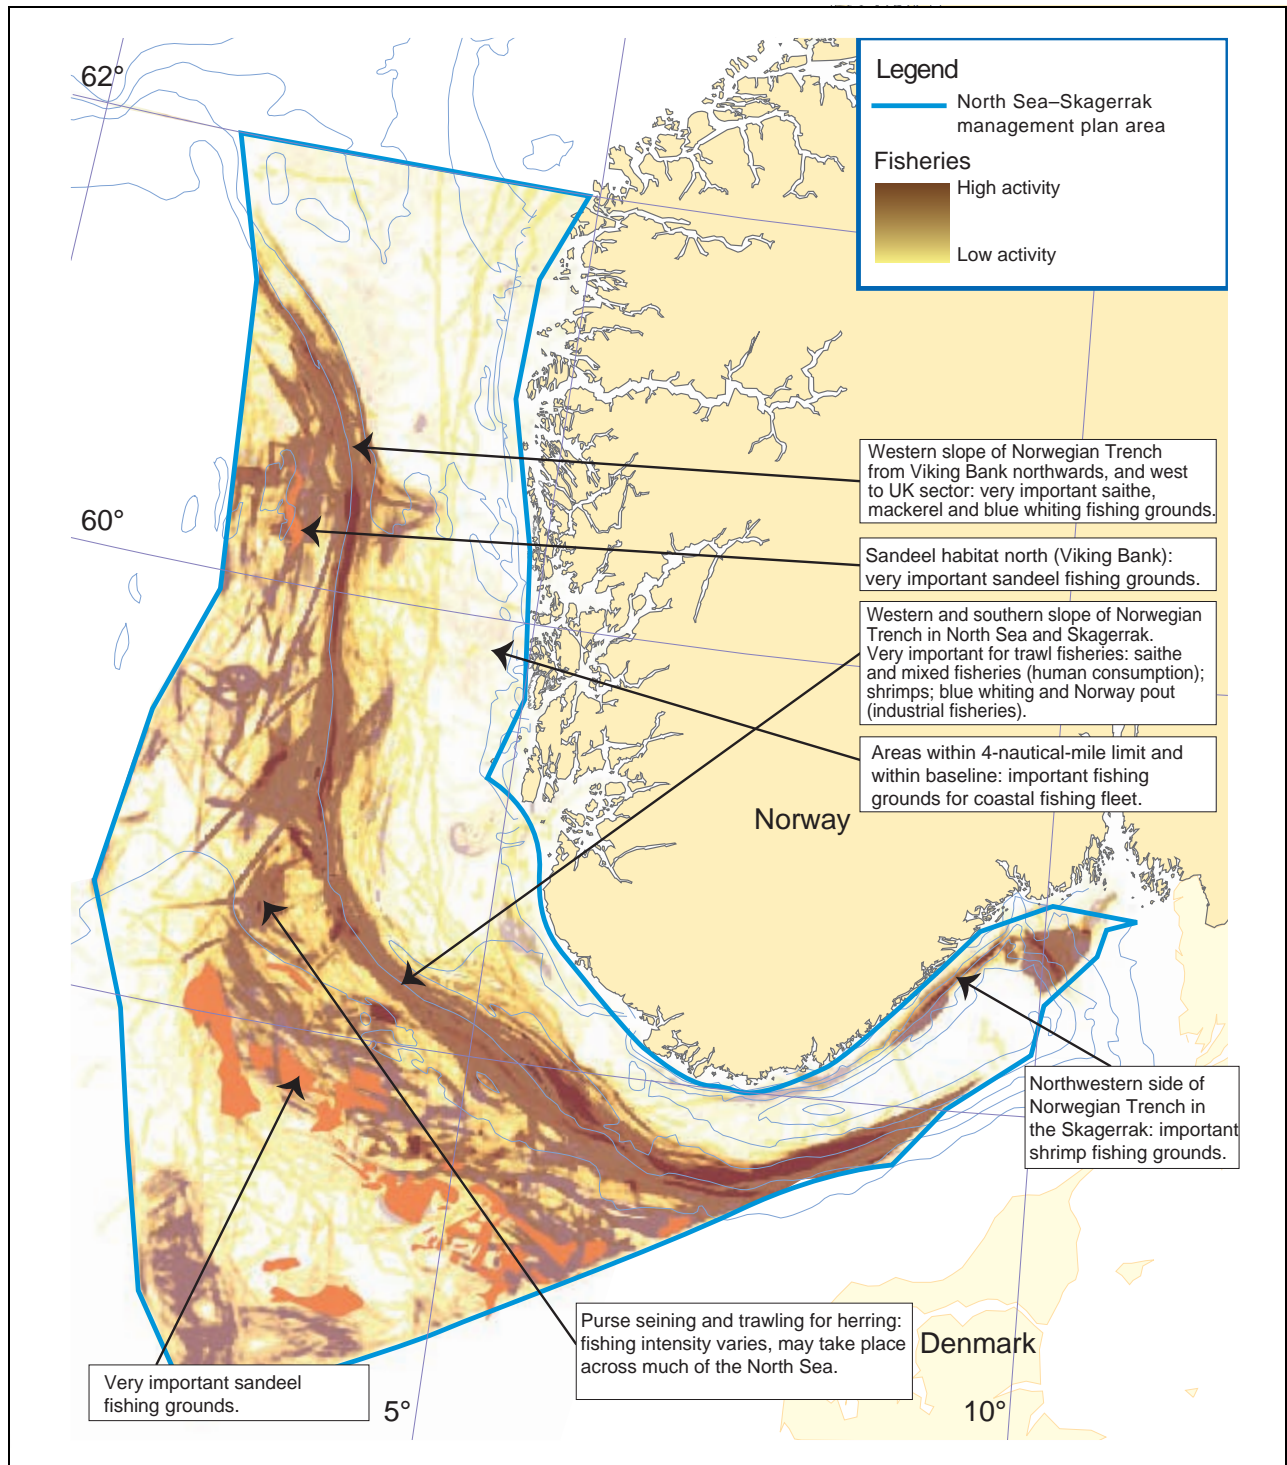 62°
Legend
North Sea–Skagerrak
management plan area
Fisheries
High activity
Low activity
Western slope of Norwegian Trench
from Viking Bank northwards, and west
to UK sector: very important saithe,
mackerel and blue whiting fishing grounds.
60°
Sandeel habitat north (Viking Bank):
very important sandeel fishing grounds.
Western and southern slope of Norwegian
Trench in North Sea and Skagerrak.
Very important for trawl fisheries: saithe
and mixed fisheries (human consumption);
shrimps; blue whiting and Norway pout
(industrial fisheries).
Areas within 4-nautical-mile limit and
within baseline: important fishing
grounds for coastal fishing fleet.
Norway
Northwestern side of
Norwegian Trench in
the Skagerrak: important
shrimp fishing grounds.
Purse seining and trawling for herring:
fishing intensity varies, may take place
across much of the North Sea.
Denmark
Very important sandeel
fishing grounds.
5°
10°